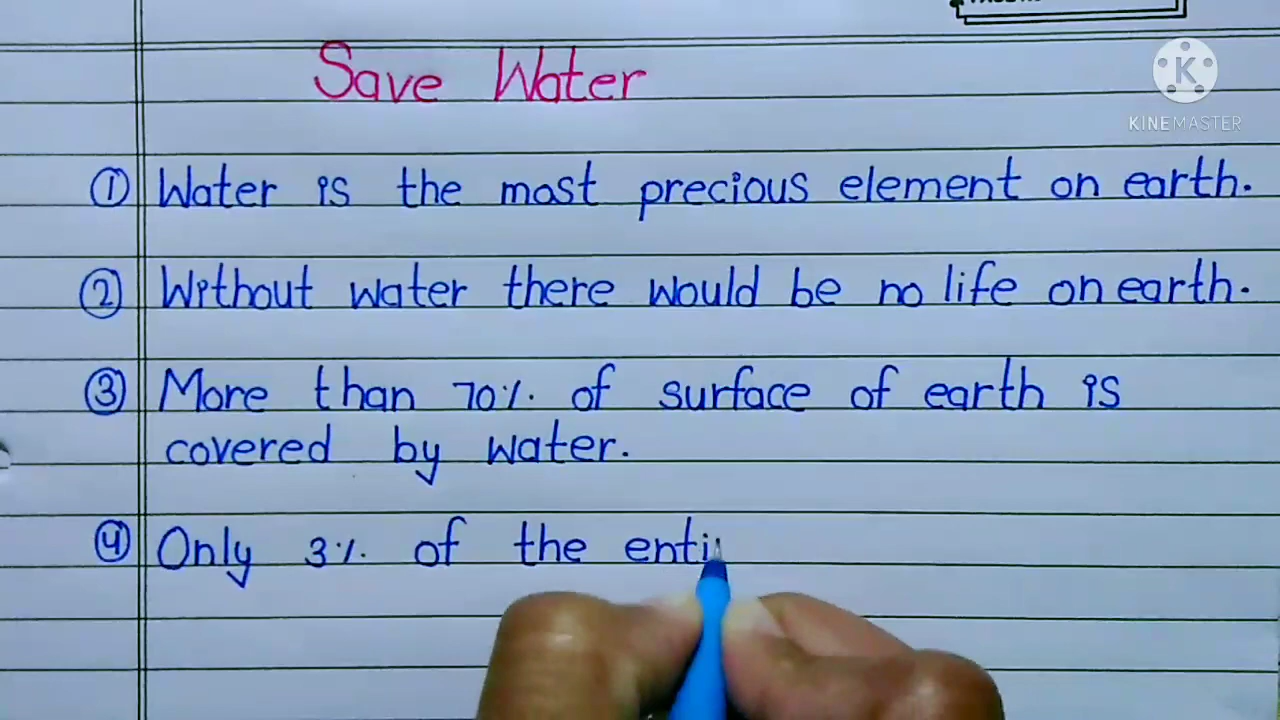 Save Water
KINEMASTER
① Water is the most precious element on earth.
② Without water there would be no life on earth.
③ More than 70% of surface of earth is
covered by water.
④ Only 3% of the enti